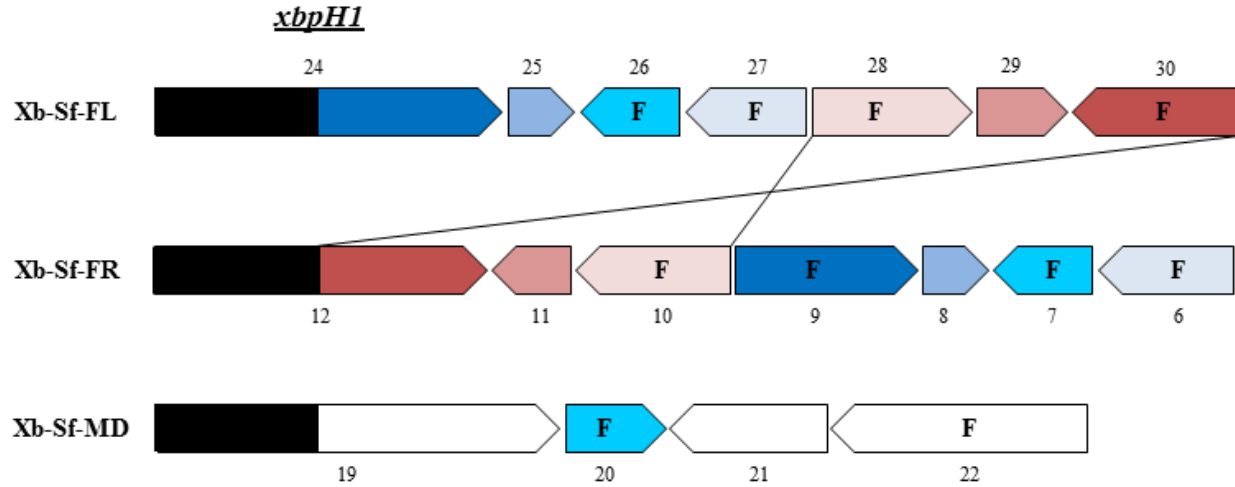 xbpH1
24 25 26 27 28 29 30
Xb-Sf-FL F F F F
Xb-Sf-FR F F F F
12 11 10 9 8 7 6
Xb-Sf-MD F F
19 20 21 22